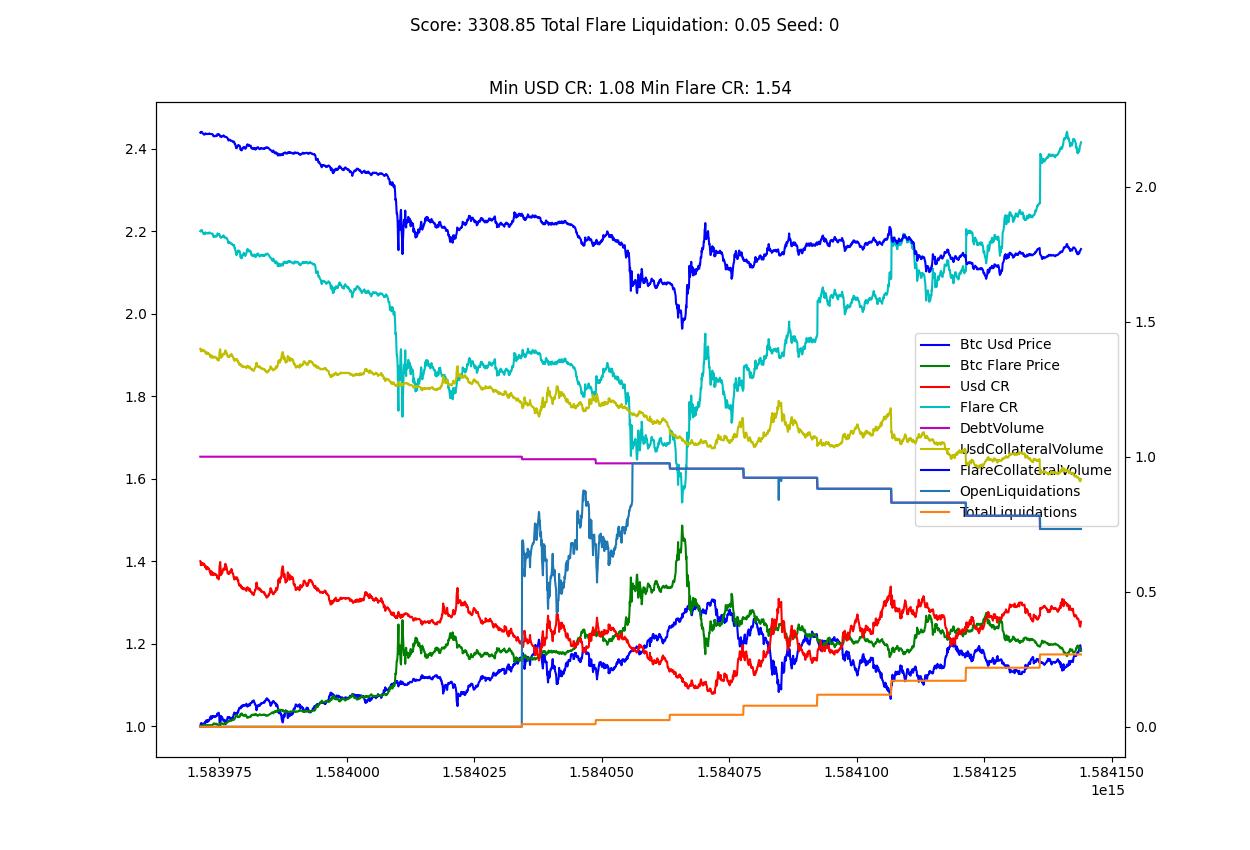 Score: 3308.85 Total Flare Liquidation: 0.05 Seed: 0
Min USD CR: 1.08 Min Flare CR: 1.54
2.4
2.2
2.0
1.8
1.6
1.4
1.2
1.0
2.0
1.5
1.0
0.5
0.0
Btc Usd Price
Btc Flare Price
Usd CR
Flare CR
DebtVolume
UsdCollateralVolume
FlareCollateralVolume
OpenLiquidations
TotalLiquidations
1.583975 1.584000 1.584025 1.584050 1.584075 1.584100 1.584125 1.584150
1e15